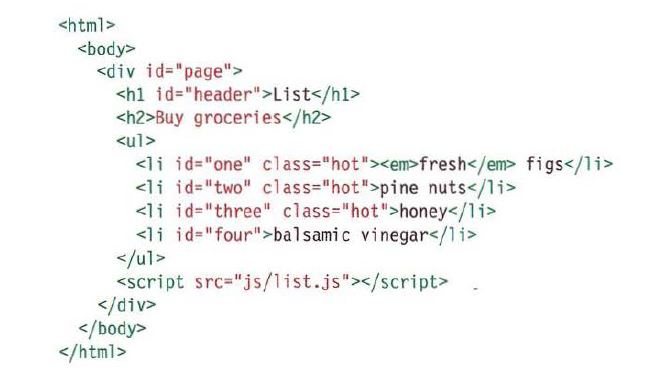 <html>
<body>
<div id="page">
<h1 id="header">List</h1>
<h2>Buy groceries</h2>
<ul>
<li id="one" class="hot"><em>fresh</em> figs</li>
<li id="two" class="hot">pine nuts</li>
<li id="three" class="hot">honey</li>
<li id="four">balsamic vinegar</li>
</ul>
<script src="js/list.js"></script>
</div>
</body>
</html>